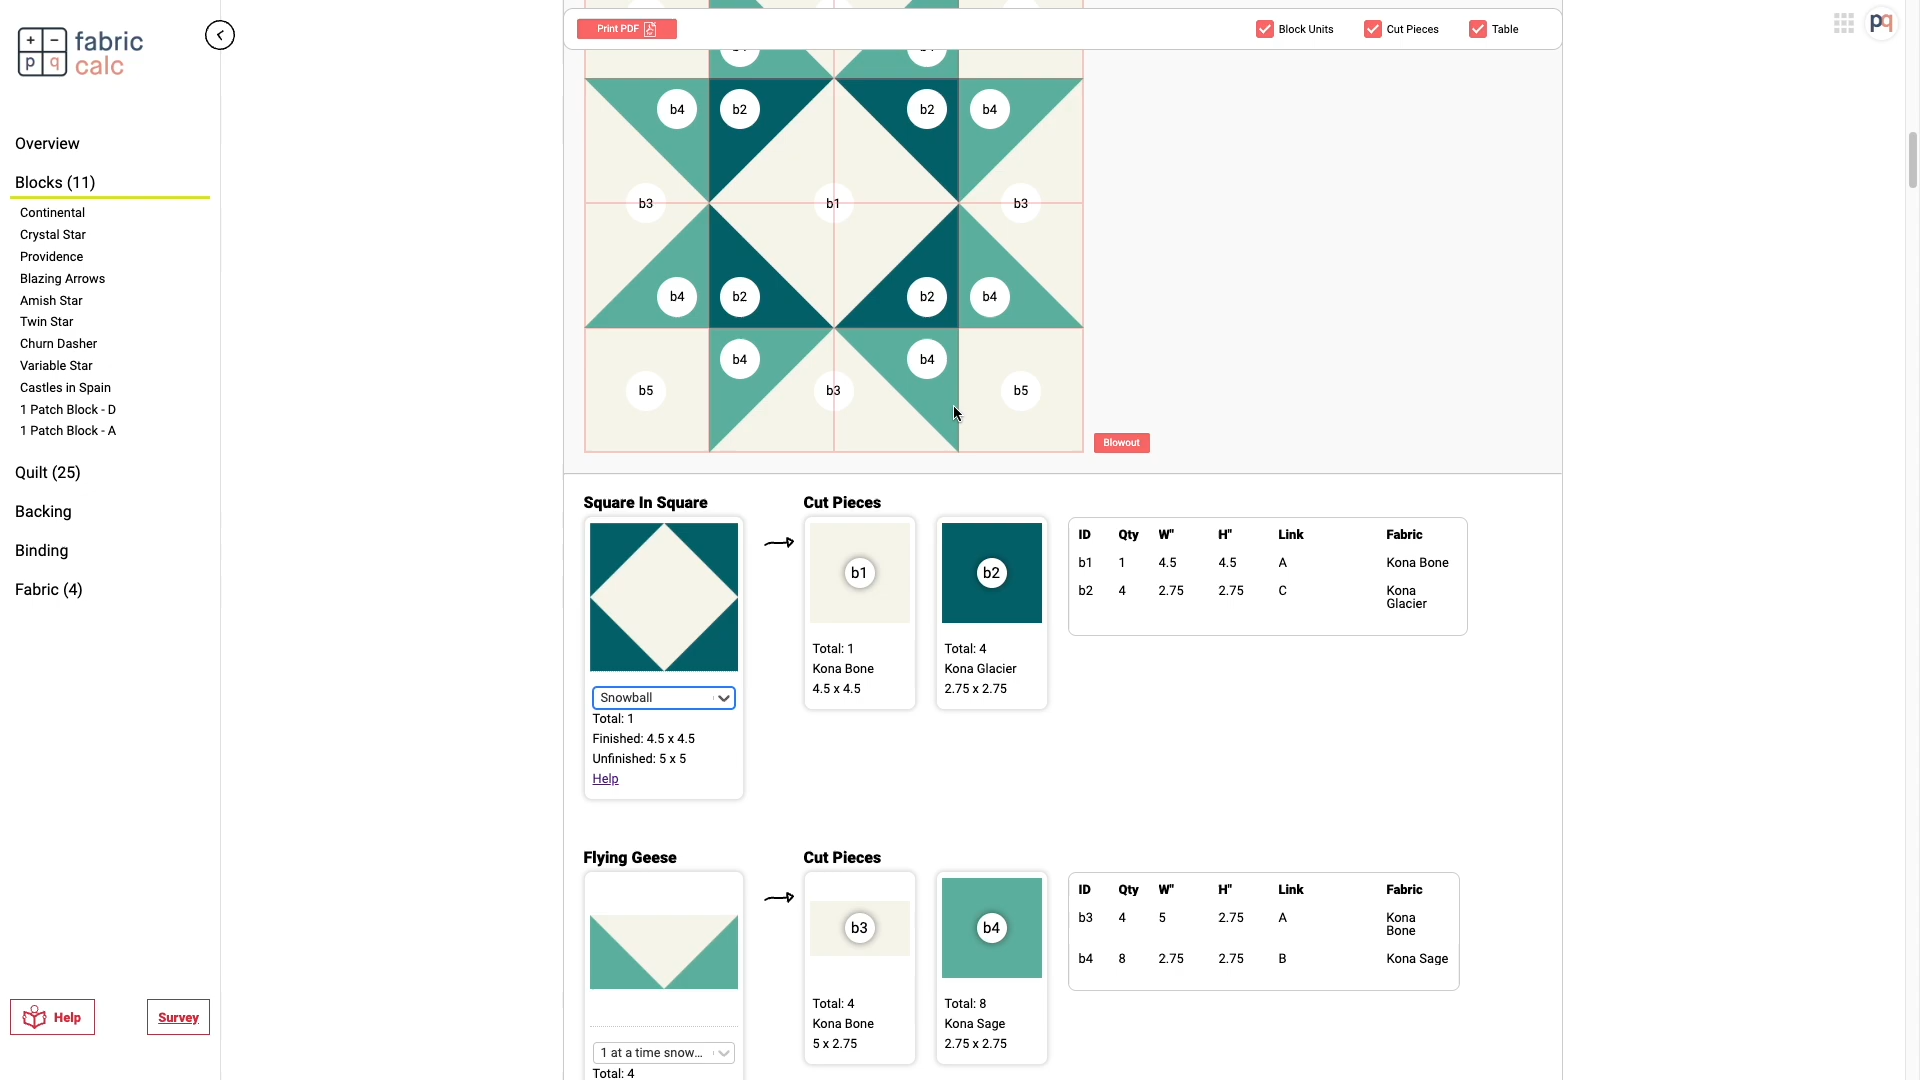 fabric
calc
+ −
p q
Overview
Blocks (11)
Continental
Crystal Star
Providence
Blazing Arrows
Amish Star
Twin Star
Churn Dasher
Variable Star
Castles in Spain
1 Patch Block - D
1 Patch Block - A
Quilt (25)
Backing
Binding
Fabric (4)
Help
Survey
Print PDF
Block Units
Cut Pieces
Table
pq
b4
b2
b2
b4
b3
b1
b3
b4
b2
b2
b4
b4
b4
b5
b3
b5
Blowout
Square In Square
Snowball
Total: 1
Finished: 4.5 x 4.5
Unfinished: 5 x 5
Help
Cut Pieces
b1
Total: 1
Kona Bone
4.5 x 4.5
b2
Total: 4
Kona Glacier
2.75 x 2.75
ID Qty W" H" Link Fabric
b1 1 4.5 4.5 A Kona Bone
b2 4 2.75 2.75 C Kona
Glacier
Flying Geese
1 at a time snow...
Total: 4
Cut Pieces
b3
Total: 4
Kona Bone
5 x 2.75
b4
Total: 8
Kona Sage
2.75 x 2.75
ID Qty W" H" Link Fabric
b3 4 5 2.75 A Kona
Bone
b4 8 2.75 2.75 B Kona Sage